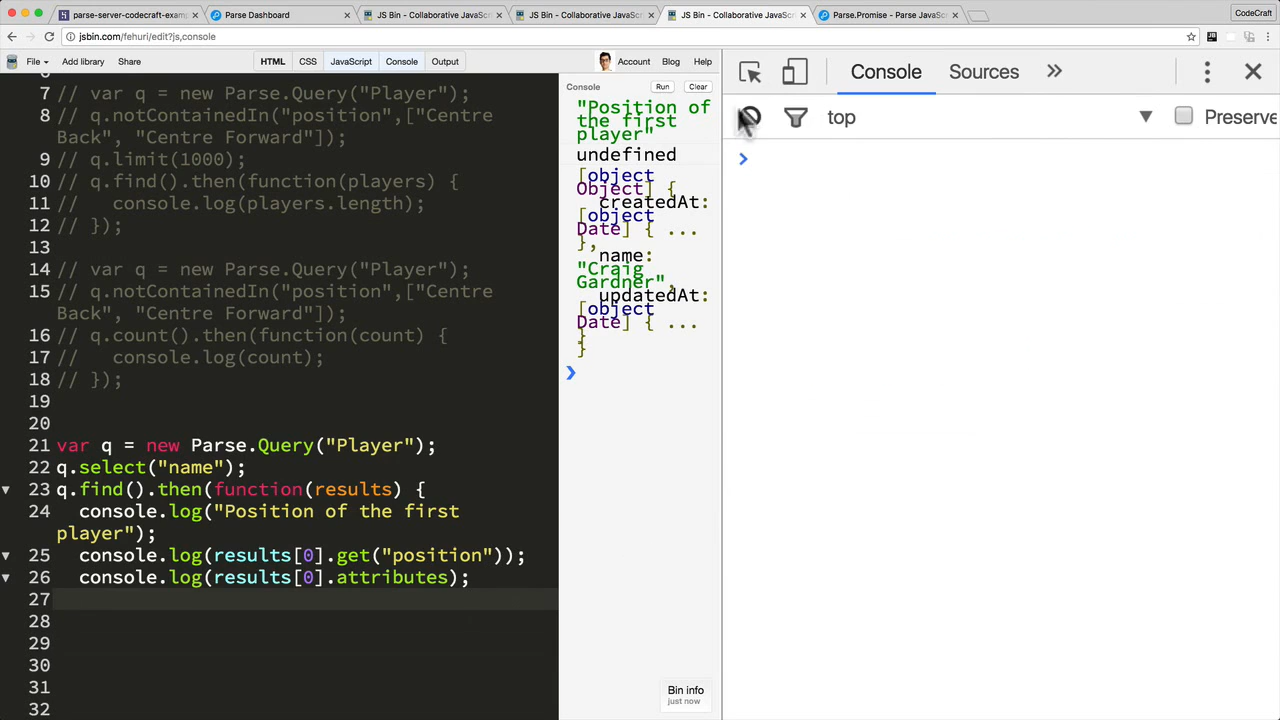 parse-server-codecraft-examp
Parse Dashboard
JS Bin - Collaborative JavaScri
JS Bin - Collaborative JavaScri
JS Bin - Collaborative JavaScri
Parse.Promise - Parse JavaSc
CodeCraft
jsbin.com/fehuri/edit?js,console
File
Add library
Share
HTML
CSS
JavaScript
Console
Output
Account
Blog
Help
7 // var q = new Parse.Query("Player");
8 // q.notContainedIn("position",["Centre
Back", "Centre Forward"]);
9 // q.limit(1000);
10 // q.find().then(function(players) {
11 //   console.log(players.length);
12 // });
13
14 // var q = new Parse.Query("Player");
15 // q.notContainedIn("position",["Centre
Back", "Centre Forward"]);
16 // q.count().then(function(count) {
17 //   console.log(count);
18 // });
19
20
21 var q = new Parse.Query("Player");
22 q.select("name");
23 q.find().then(function(results) {
24   console.log("Position of the first
player");
25   console.log(results[0].get("position"));
26   console.log(results[0].attributes);
27
28
29
30
31
32
Console
Run
Clear
"Position of
the first
player"
undefined
[object
Object] {
createdAt:
[object
Date] { ...
},
name:
"Craig
Gardner",
updatedAt:
[object
Date] { ...
}
}
Bin info
just now
Console
Sources
top
Preserve